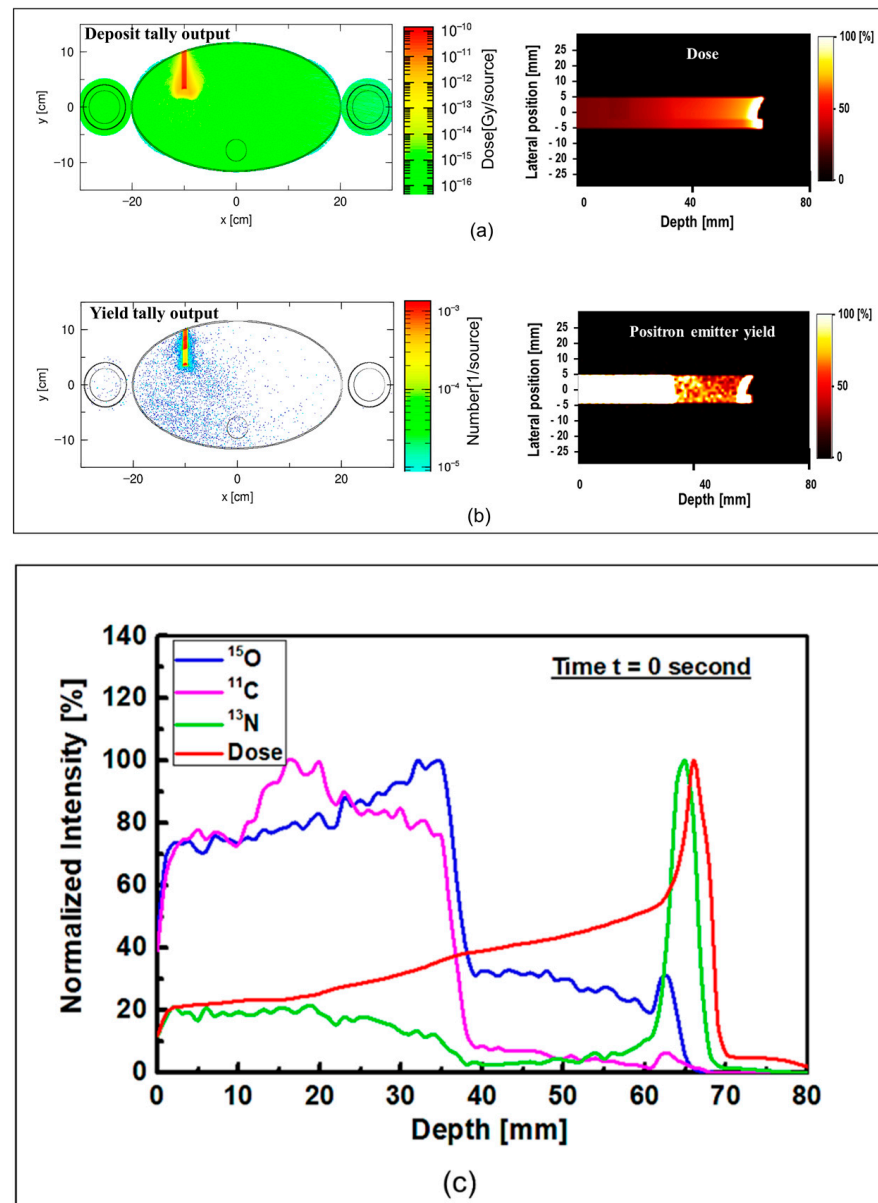 Deposit tally output
y [cm]
10
0
−10
−20
0
20
x [cm]
10⁻¹⁰
10⁻¹¹
10⁻¹²
10⁻¹³
10⁻¹⁴
10⁻¹⁵
10⁻¹⁶
Dose[Gy/source]
Dose
Lateral position [mm]
25
20
15
10
5
0
- 5
- 10
- 15
- 20
- 25
0
40
80
Depth [mm]
100 [%]
50
0
(a)
Yield tally output
y [cm]
10
0
−10
−20
0
20
x [cm]
10⁻³
10⁻⁴
10⁻⁵
Number[1/source]
Positron emitter yield
Lateral position [mm]
25
20
15
10
5
0
- 5
- 10
- 15
- 20
- 25
0
40
80
Depth [mm]
100 [%]
50
0
(b)
Normalized Intensity [%]
140
120
100
80
60
40
20
0
¹⁵O
¹¹C
¹³N
Dose
Time t = 0 second
0 10 20 30 40 50 60 70 80
Depth [mm]
(c)